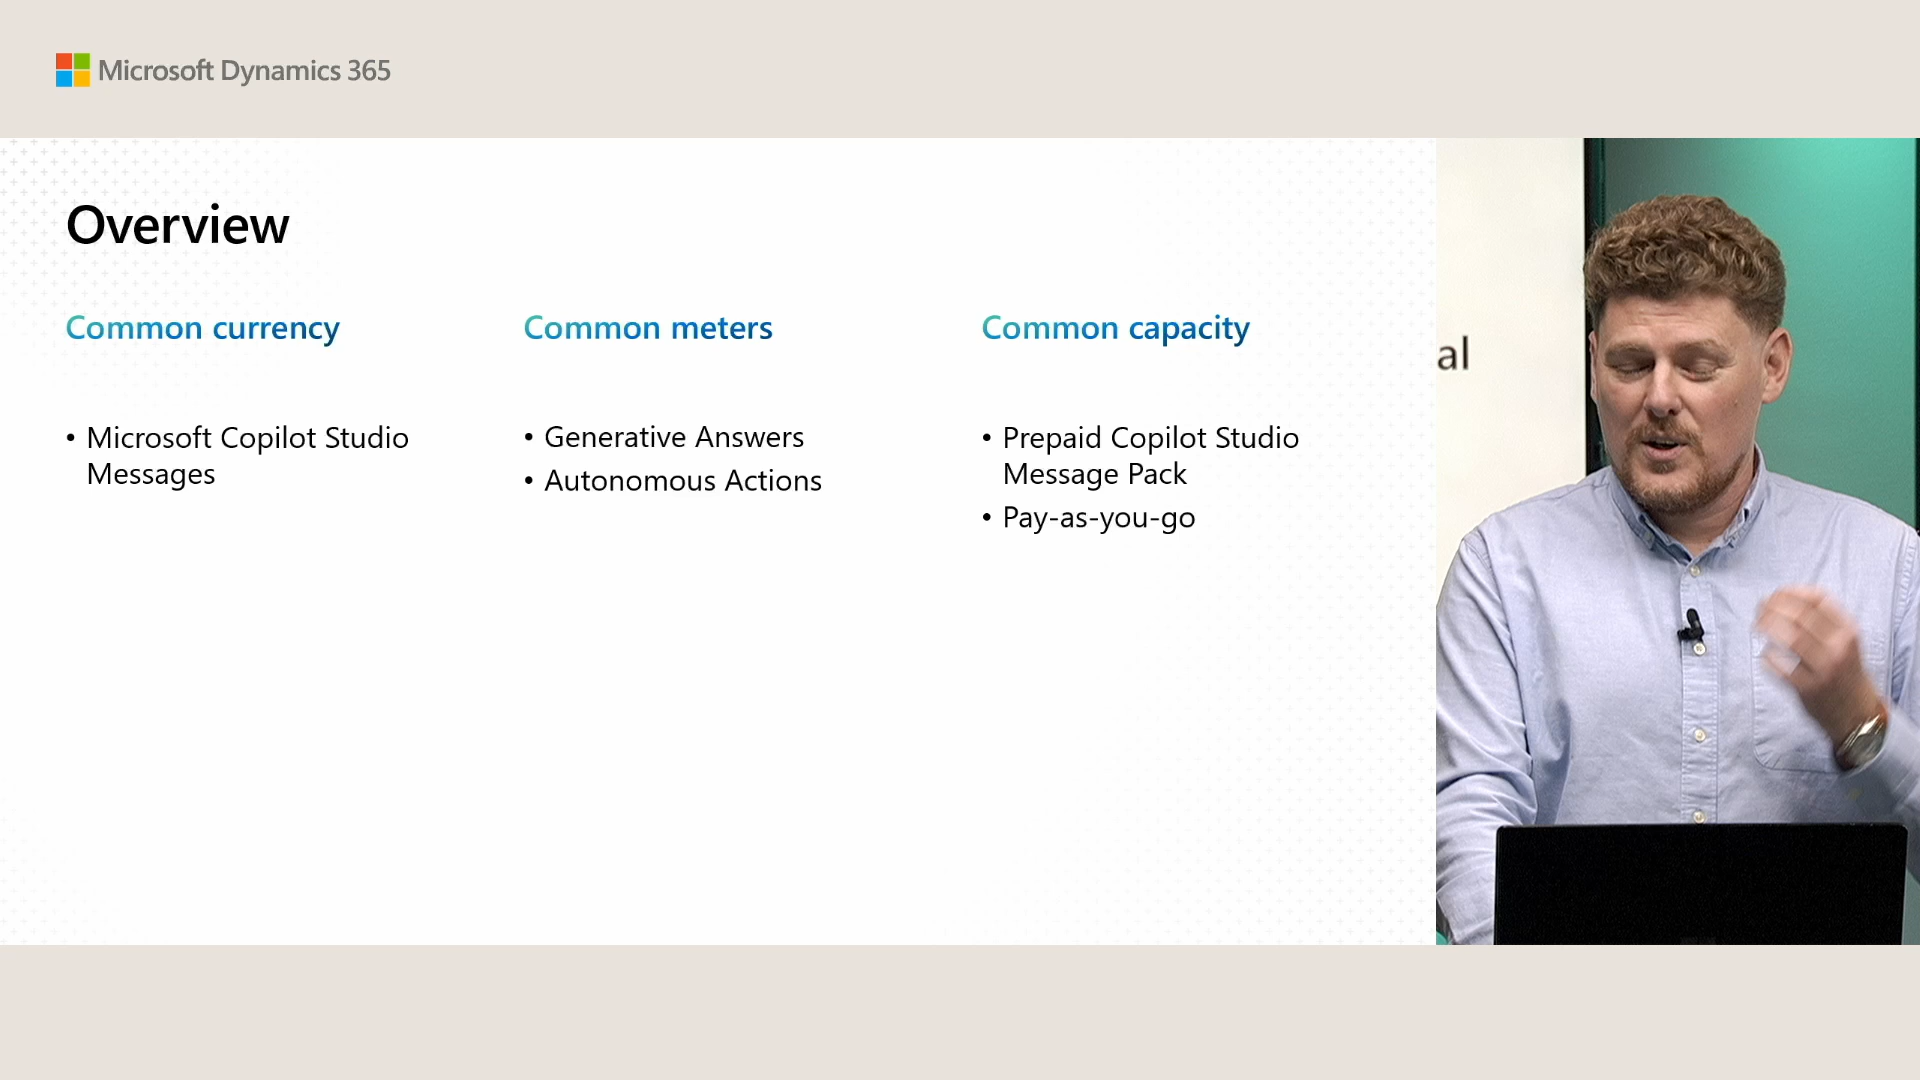 Microsoft Dynamics 365
Overview
Common currency
• Microsoft Copilot Studio
Messages
Common meters
• Generative Answers
• Autonomous Actions
Common capacity
• Prepaid Copilot Studio
Message Pack
• Pay-as-you-go
al